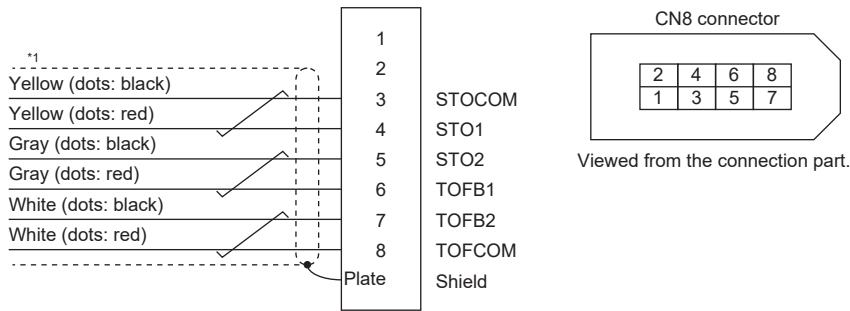 CN8 connector
*1
1
2
Yellow (dots: black)
3 STOCOM
Yellow (dots: red)
4 STO1
Gray (dots: black)
5 STO2
Gray (dots: red)
6 TOFB1
White (dots: black)
7 TOFB2
White (dots: red)
8 TOFCOM
Plate Shield
2 4 6 8
1 3 5 7
Viewed from the connection part.